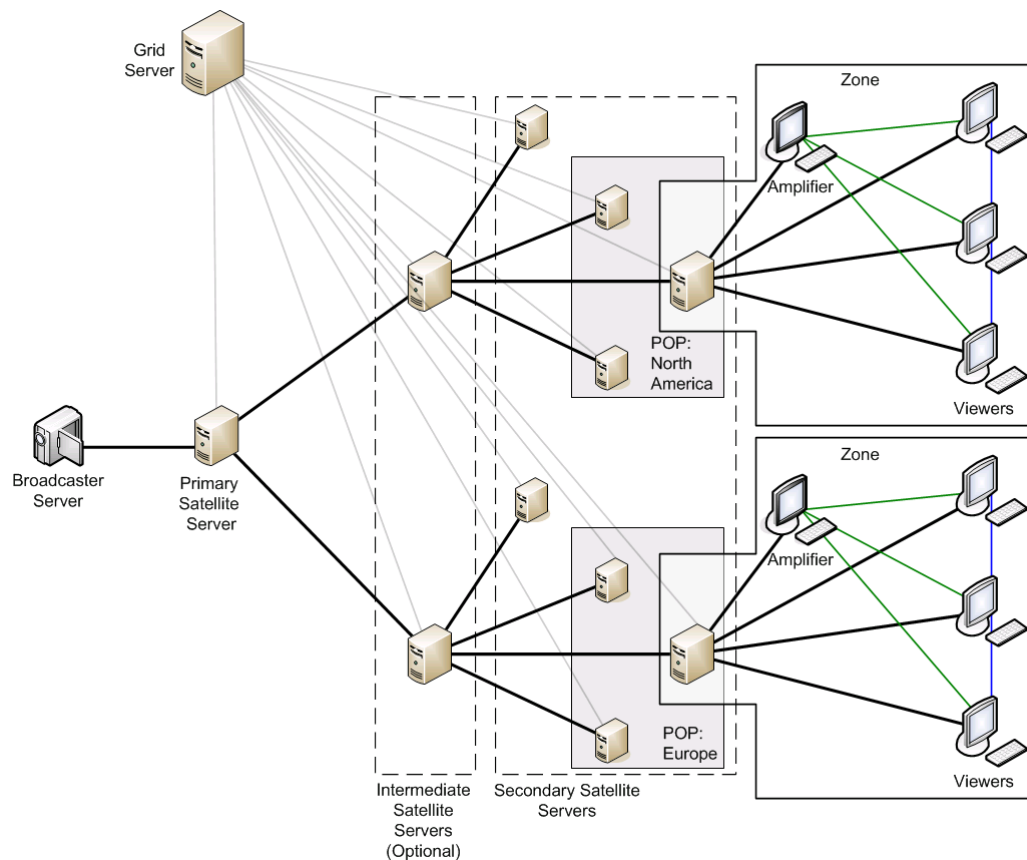 Grid
Server
Zone
Amplifier
POP:
North
America
Viewers
Broadcaster
Server
Primary
Satellite
Server
Zone
Amplifier
POP:
Europe
Viewers
Intermediate
Satellite
Servers
(Optional)
Secondary Satellite
Servers